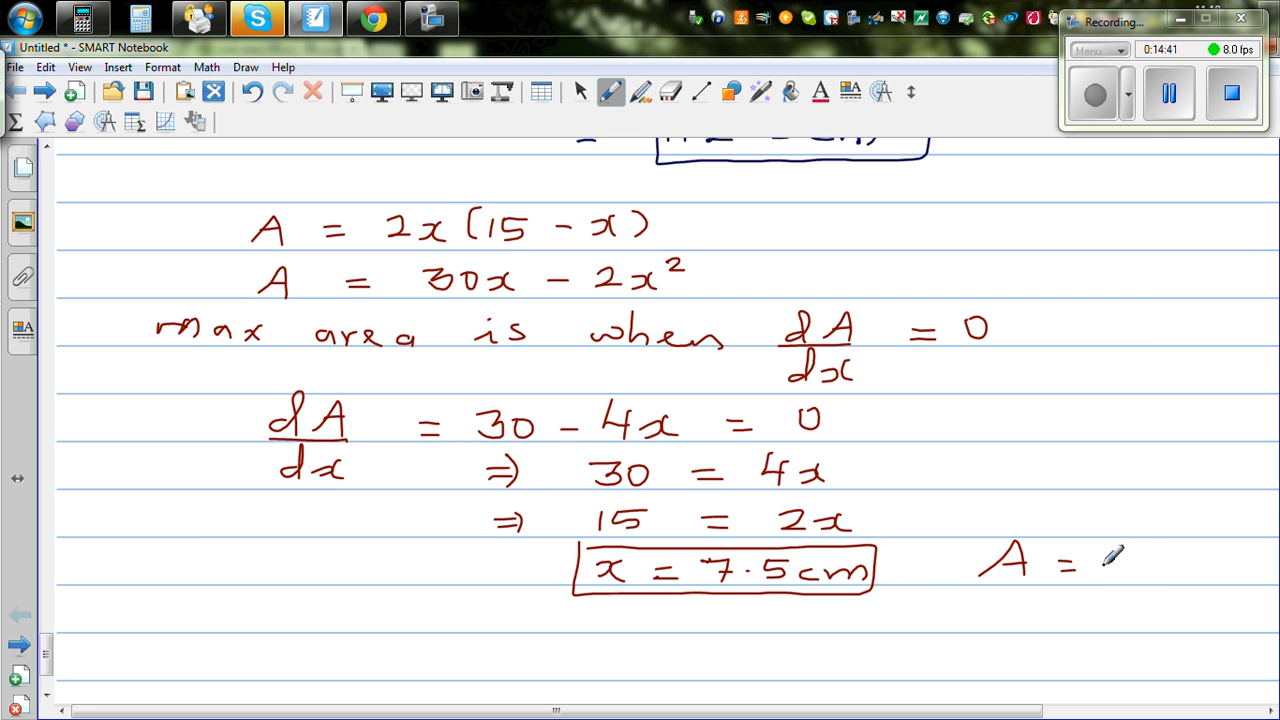 11:19
Recording...
Untitled * - SMART Notebook
Menu
0:14:41
8.0 fps
File Edit View Insert Format Math Draw Help
A = 2x(15 - x)
A = 30x - 2x²
max area is when dA/dx = 0
dA/dx = 30 - 4x = 0
⇒ 30 = 4x
⇒ 15 = 2x
x = 7.5cm
A =